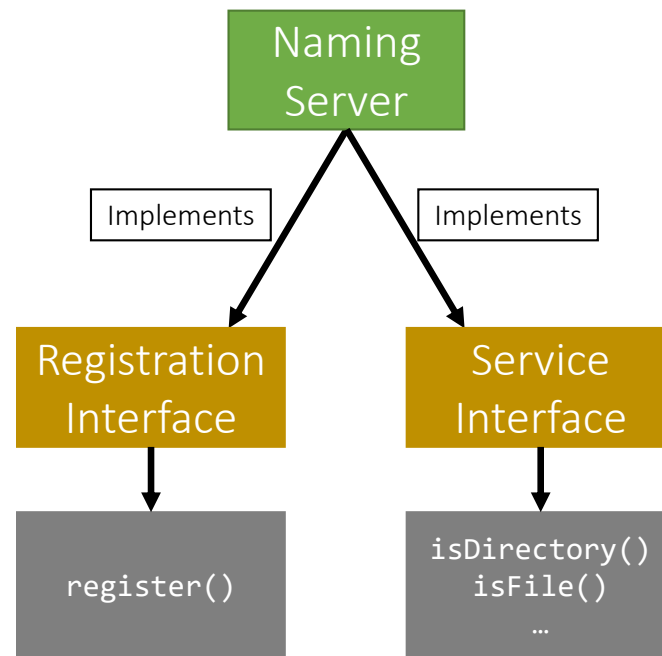 Naming
Server
Implements
Implements
Registration
Interface
Service
Interface
register()
isDirectory()
isFile()
…